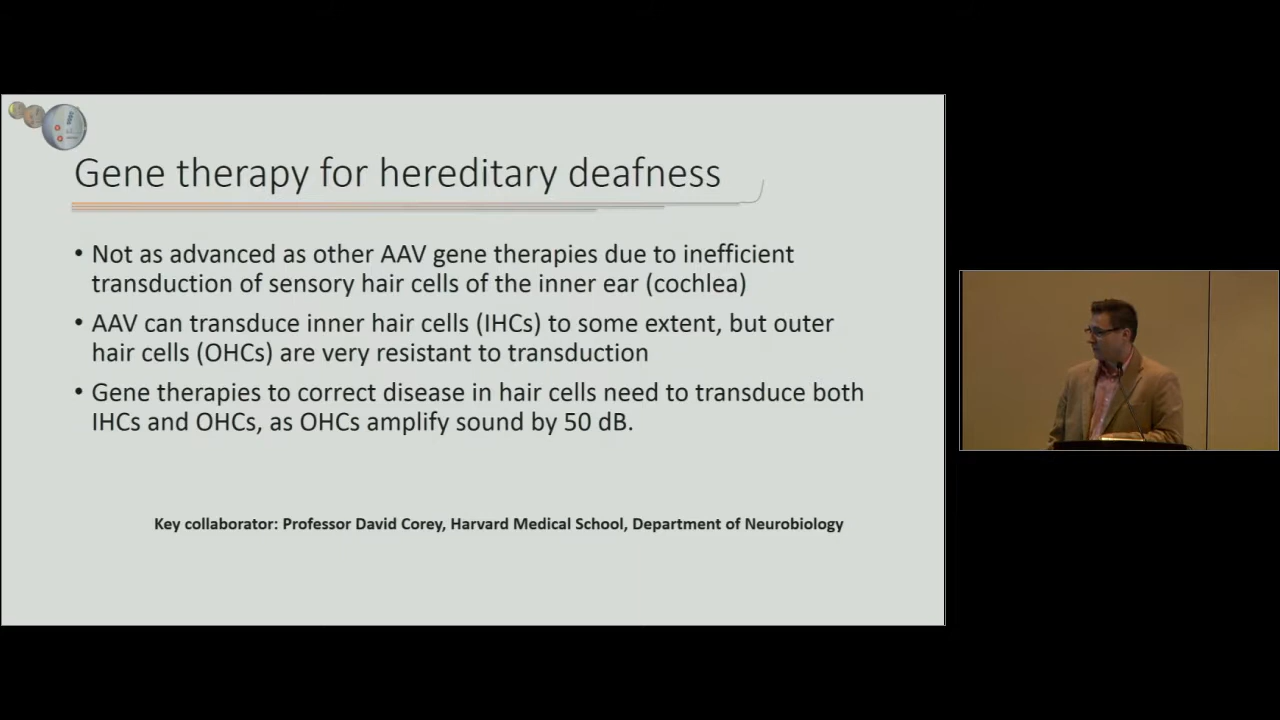 Gene therapy for hereditary deafness
• Not as advanced as other AAV gene therapies due to inefficient
transduction of sensory hair cells of the inner ear (cochlea)
• AAV can transduce inner hair cells (IHCs) to some extent, but outer
hair cells (OHCs) are very resistant to transduction
• Gene therapies to correct disease in hair cells need to transduce both
IHCs and OHCs, as OHCs amplify sound by 50 dB.
Key collaborator: Professor David Corey, Harvard Medical School, Department of Neurobiology